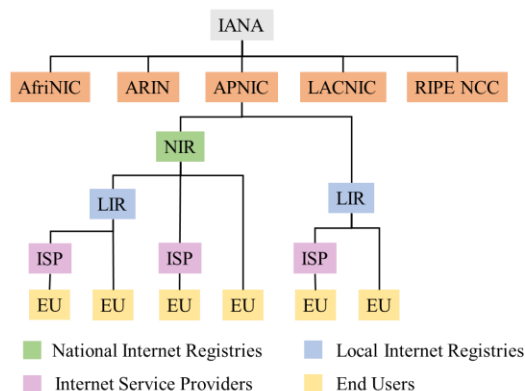 IANA
AfriNIC ARIN APNIC LACNIC RIPE NCC
NIR
LIR LIR
ISP ISP ISP
EU EU EU EU EU EU
National Internet Registries Local Internet Registries
Internet Service Providers End Users